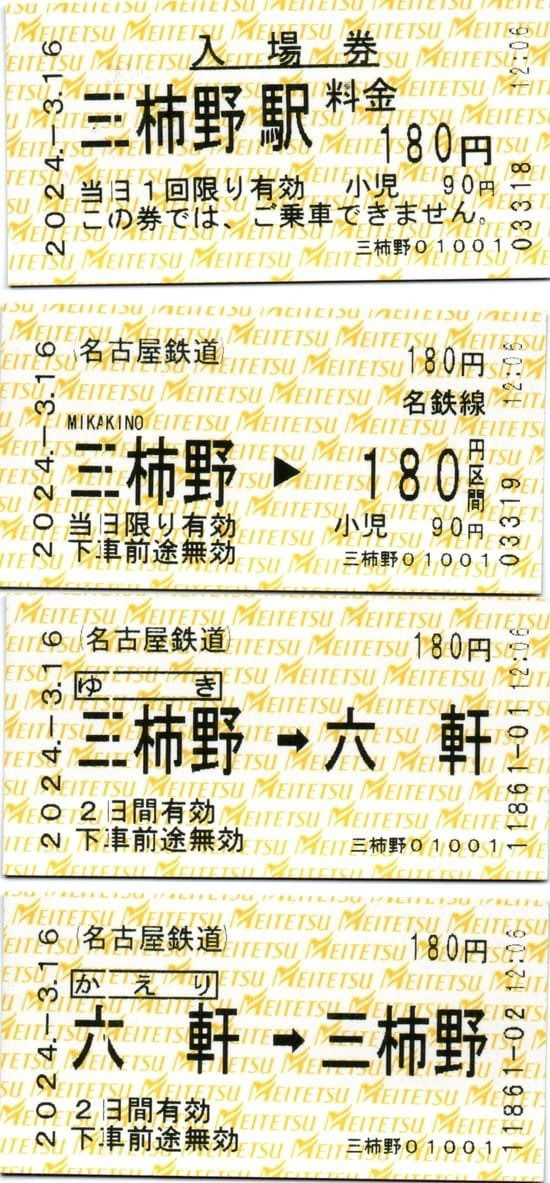 入場券
三柿野駅 料金 180円
当日1回限り有効 小児 90円
この券では、ご乗車できません。
三柿野01001
2024.-3.16
12:06
03318
(名古屋鉄道) 180円
名鉄線
MIKAKINO
三柿野 ▶ 180円区間
当日限り有効 小児 90円
下車前途無効 三柿野01001
2024.-3.16
12:06
03319
(名古屋鉄道) 180円
ゆき
三柿野 → 六軒
2日間有効
下車前途無効 三柿野01001
2024.-3.16
12:06
11861-01
(名古屋鉄道) 180円
かえり
六軒 → 三柿野
2日間有効
下車前途無効 三柿野01001
2024.-3.16
12:06
11861-02
MEITETSU